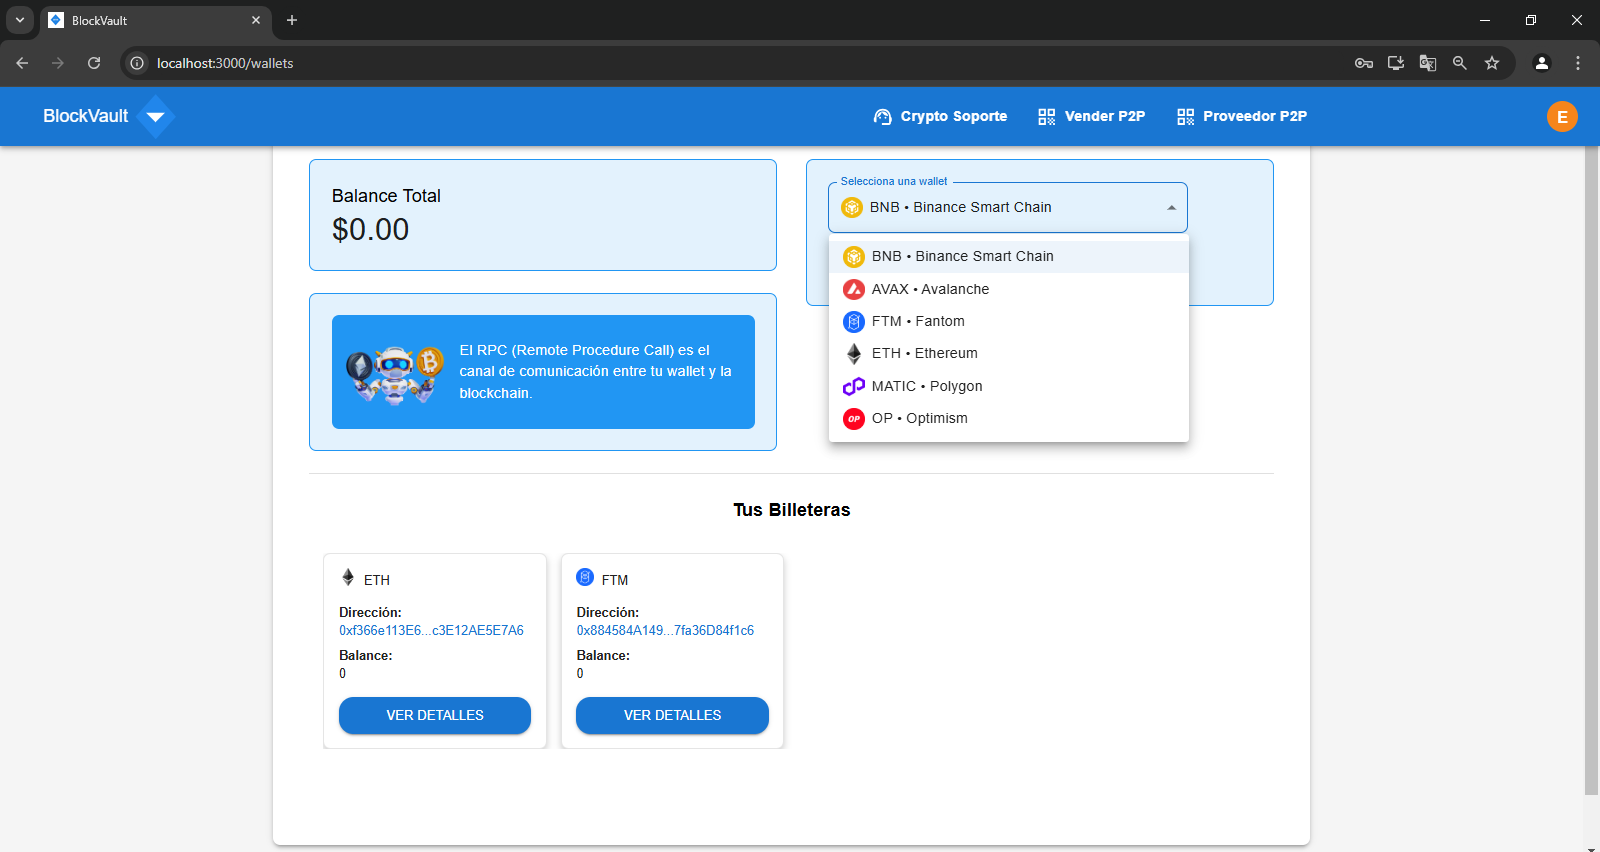 BlockVault
localhost:3000/wallets
BlockVault
Crypto Soporte
Vender P2P
Proveedor P2P
E
Balance Total
$0.00
Selecciona una wallet
BNB • Binance Smart Chain
BNB • Binance Smart Chain
AVAX • Avalanche
FTM • Fantom
ETH • Ethereum
MATIC • Polygon
OP • Optimism
El RPC (Remote Procedure Call) es el
canal de comunicación entre tu wallet y la
blockchain.
Tus Billeteras
ETH
Dirección:
0xf366e113E6...c3E12AE5E7A6
Balance:
0
VER DETALLES
FTM
Dirección:
0x884584A149...7fa36D84f1c6
Balance:
0
VER DETALLES